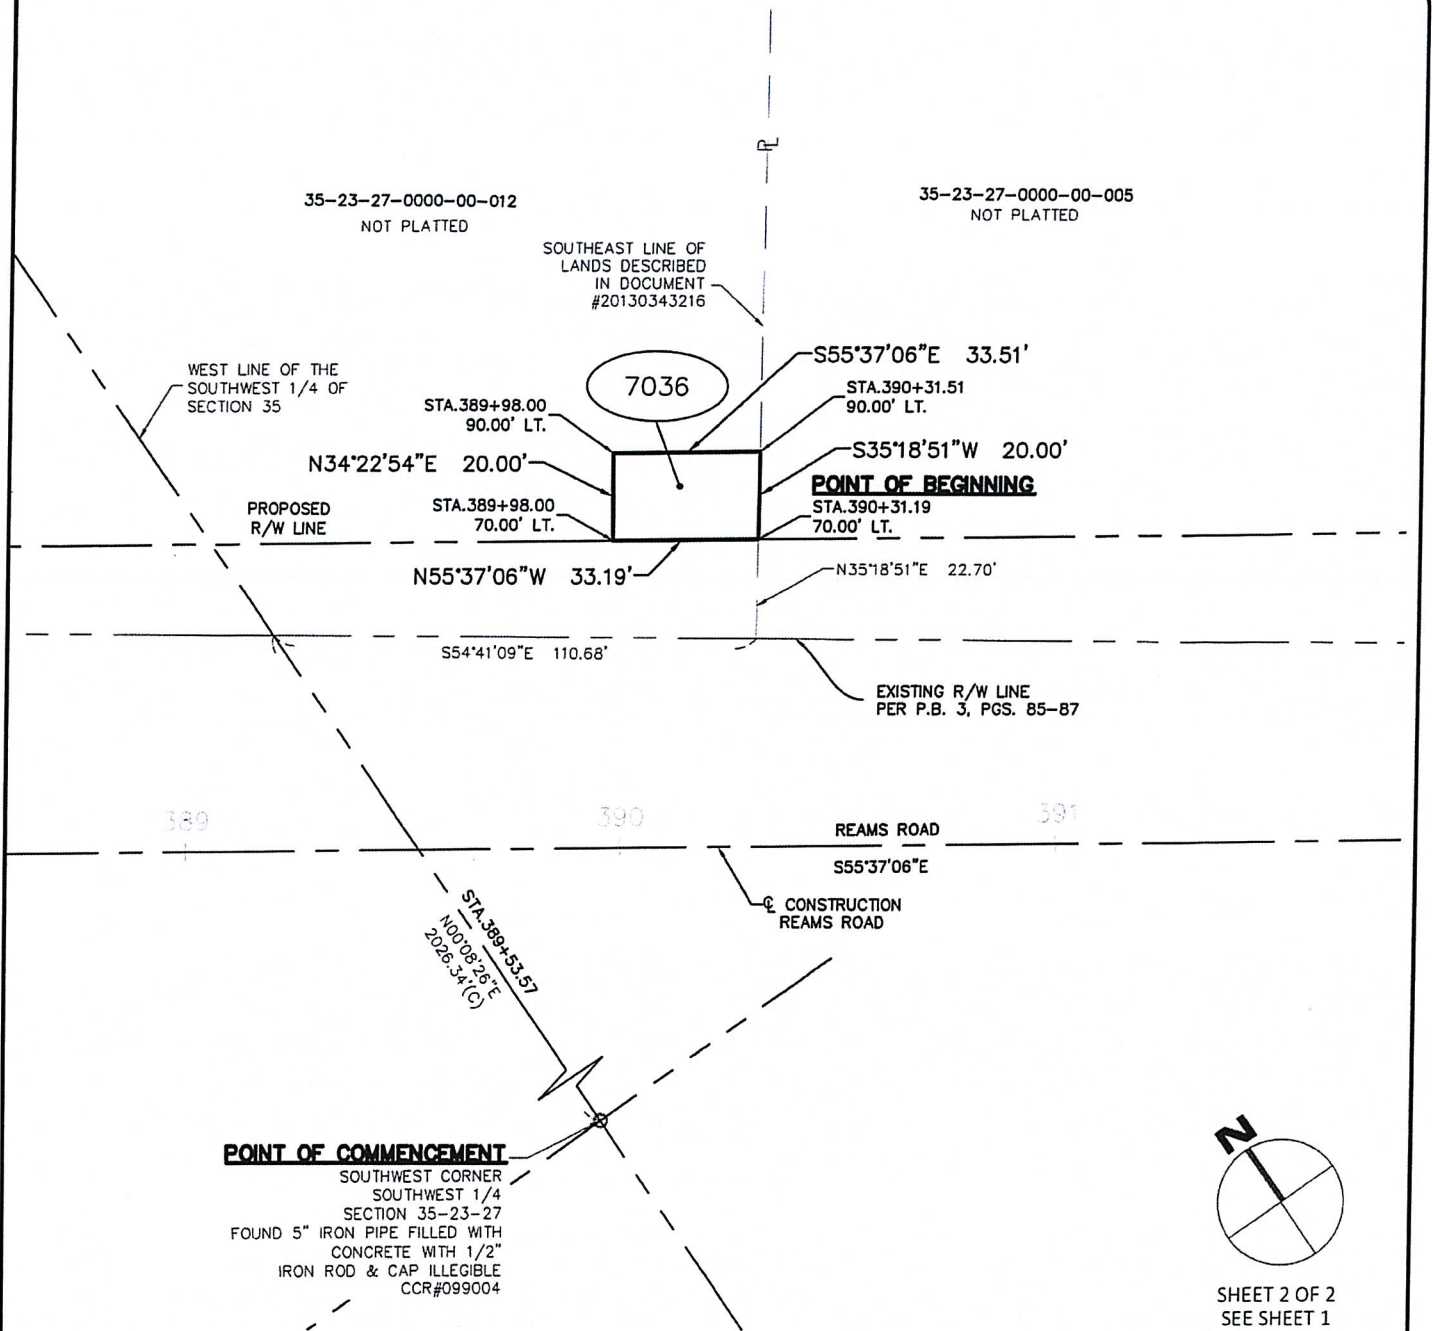 35-23-27-0000-00-012
NOT PLATTED
35-23-27-0000-00-005
NOT PLATTED
SOUTHEAST LINE OF
LANDS DESCRIBED
IN DOCUMENT
#20130343216
WEST LINE OF THE
SOUTHWEST 1/4 OF
SECTION 35
7036
S55°37'06"E 33.51'
STA.389+98.00
90.00' LT.
STA.390+31.51
90.00' LT.
N34°22'54"E 20.00'
S35°18'51"W 20.00'
POINT OF BEGINNING
PROPOSED
R/W LINE
STA.389+98.00
70.00' LT.
STA.390+31.19
70.00' LT.
N55°37'06"W 33.19'
N35°18'51"E 22.70'
S54°41'09"E 110.68'
EXISTING R/W LINE
PER P.B. 3, PGS. 85-87
389
390
391
REAMS ROAD
S55°37'06"E
℄ CONSTRUCTION
REAMS ROAD
STA.389+53.57
N00°08'26"E
2026.34'(C)
POINT OF COMMENCEMENT
SOUTHWEST CORNER
SOUTHWEST 1/4
SECTION 35-23-27
FOUND 5" IRON PIPE FILLED WITH
CONCRETE WITH 1/2"
IRON ROD & CAP ILLEGIBLE
CCR#099004
N
SHEET 2 OF 2
SEE SHEET 1